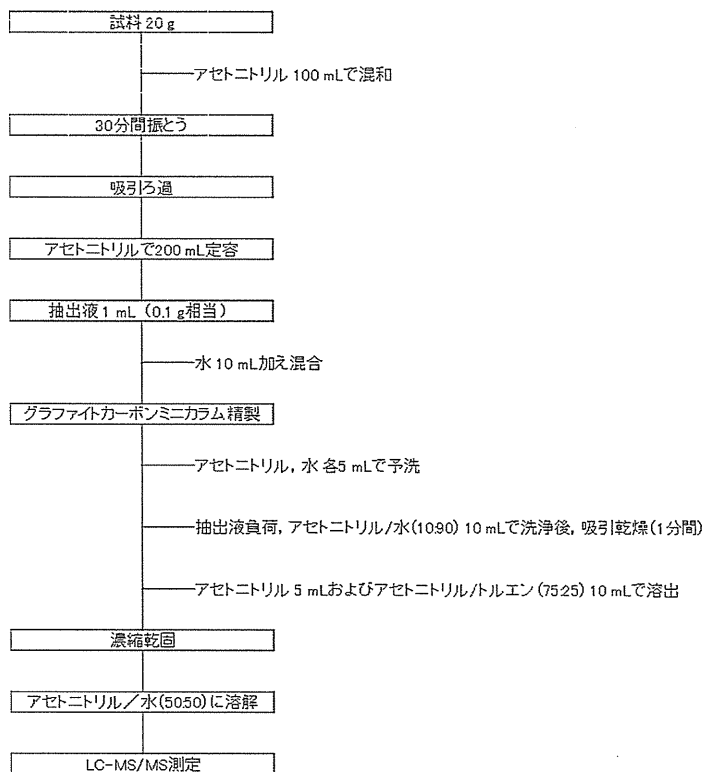 試料 20 g
アセトニトリル 100 mLで混和
30分間振とう
吸引ろ過
アセトニトリルで200 mL定容
抽出液 1 mL（0.1 g相当）
水 10 mL加え混合
グラファイトカーボンミニカラム精製
アセトニトリル, 水 各5 mLで予洗
抽出液負荷, アセトニトリル/水(10:90) 10 mLで洗浄後, 吸引乾燥(1分間)
アセトニトリル 5 mLおよびアセトニトリル/トルエン (75:25) 10 mLで溶出
濃縮乾固
アセトニトリル／水(50:50)に溶解
LC-MS/MS測定